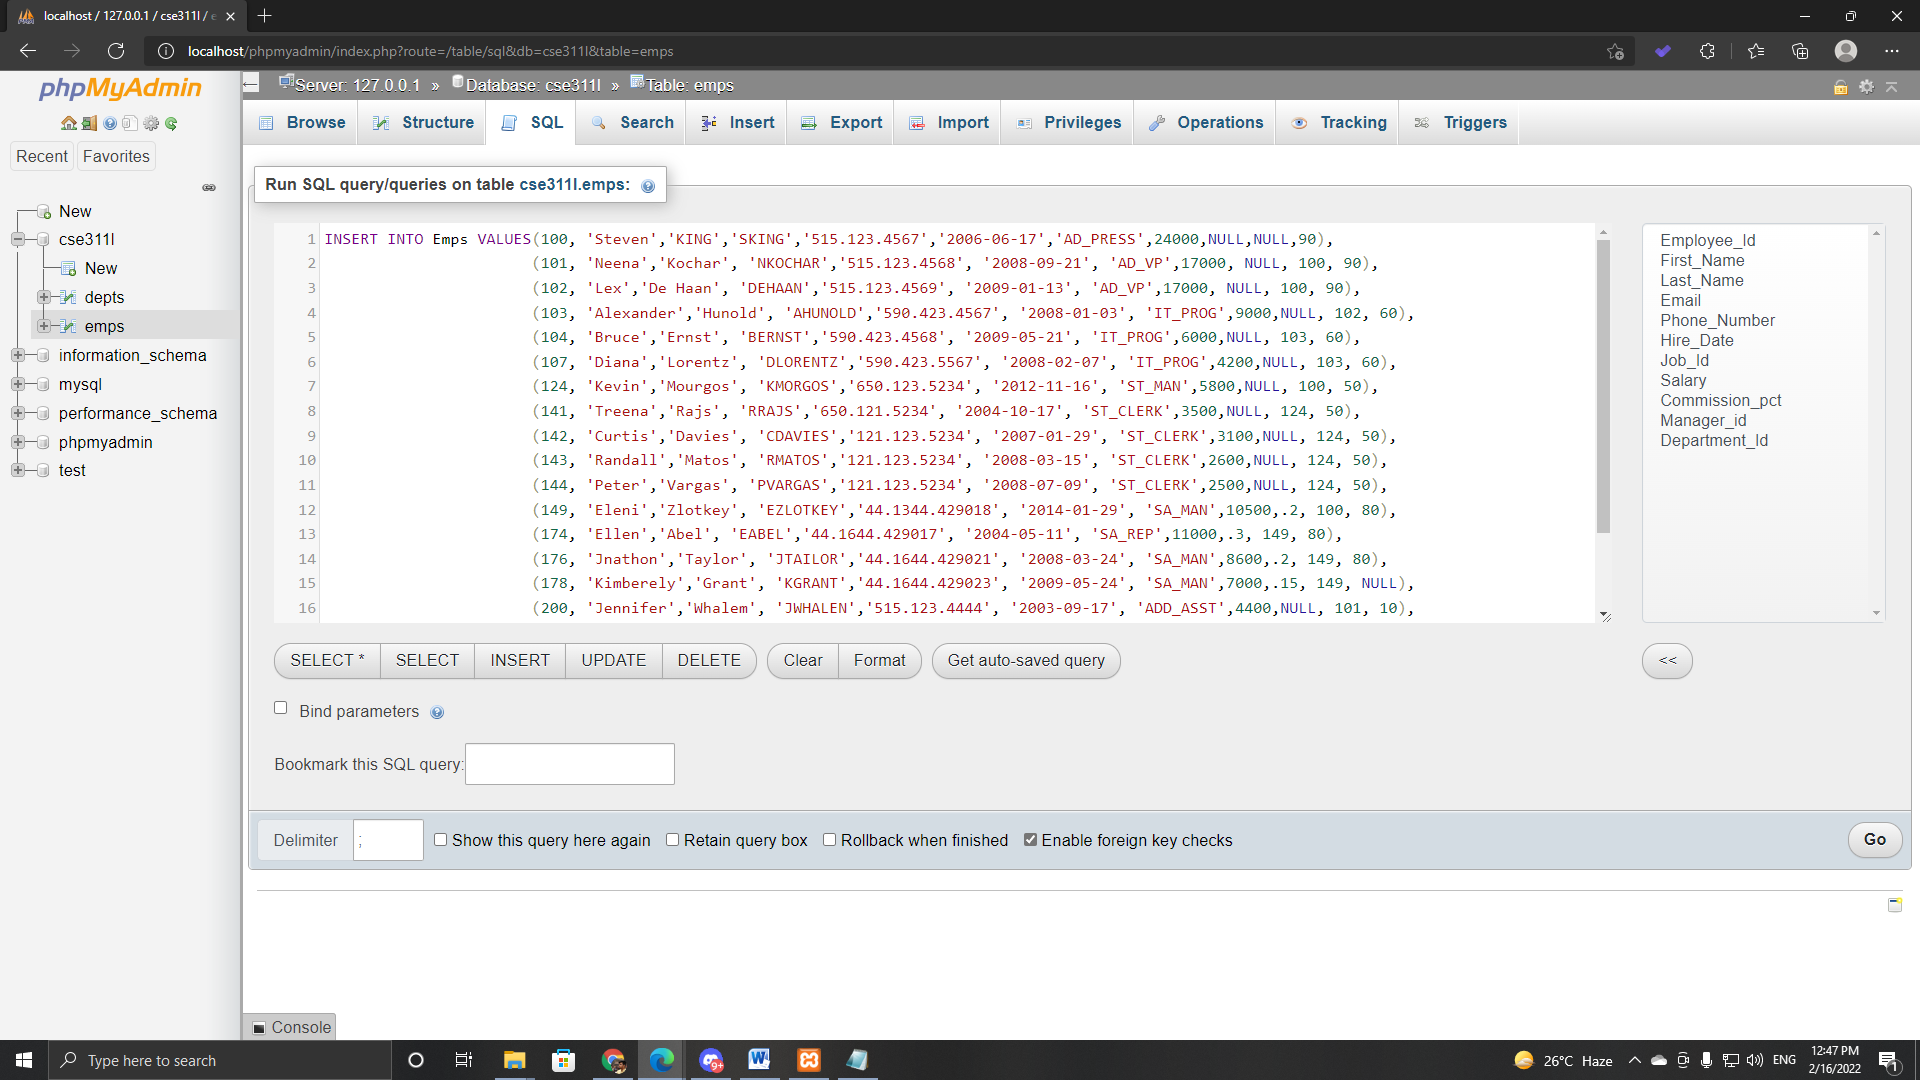 localhost / 127.0.0.1 / cse311l / e
localhost/phpmyadmin/index.php?route=/table/sql&db=cse311l&table=emps
phpMyAdmin
Recent
Favorites
New
cse311l
New
depts
emps
information_schema
mysql
performance_schema
phpmyadmin
test
Server: 127.0.0.1 » Database: cse311l » Table: emps
Browse Structure SQL Search Insert Export Import Privileges Operations Tracking Triggers
Run SQL query/queries on table cse311l.emps:
1 INSERT INTO Emps VALUES(100, 'Steven','KING','SKING','515.123.4567','2006-06-17','AD_PRESS',24000,NULL,NULL,90),
2 (101, 'Neena','Kochar', 'NKOCHAR','515.123.4568', '2008-09-21', 'AD_VP',17000, NULL, 100, 90),
3 (102, 'Lex','De Haan', 'DEHAAN','515.123.4569', '2009-01-13', 'AD_VP',17000, NULL, 100, 90),
4 (103, 'Alexander','Hunold', 'AHUNOLD','590.423.4567', '2008-01-03', 'IT_PROG',9000,NULL, 102, 60),
5 (104, 'Bruce','Ernst', 'BERNST','590.423.4568', '2009-05-21', 'IT_PROG',6000,NULL, 103, 60),
6 (107, 'Diana','Lorentz', 'DLORENTZ','590.423.5567', '2008-02-07', 'IT_PROG',4200,NULL, 103, 60),
7 (124, 'Kevin','Mourgos', 'KMORGOS','650.123.5234', '2012-11-16', 'ST_MAN',5800,NULL, 100, 50),
8 (141, 'Treena','Rajs', 'RRAJS','650.121.5234', '2004-10-17', 'ST_CLERK',3500,NULL, 124, 50),
9 (142, 'Curtis','Davies', 'CDAVIES','121.123.5234', '2007-01-29', 'ST_CLERK',3100,NULL, 124, 50),
10 (143, 'Randall','Matos', 'RMATOS','121.123.5234', '2008-03-15', 'ST_CLERK',2600,NULL, 124, 50),
11 (144, 'Peter','Vargas', 'PVARGAS','121.123.5234', '2008-07-09', 'ST_CLERK',2500,NULL, 124, 50),
12 (149, 'Eleni','Zlotkey', 'EZLOTKEY','44.1344.429018', '2014-01-29', 'SA_MAN',10500,.2, 100, 80),
13 (174, 'Ellen','Abel', 'EABEL','44.1644.429017', '2004-05-11', 'SA_REP',11000,.3, 149, 80),
14 (176, 'Jnathon','Taylor', 'JTAILOR','44.1644.429021', '2008-03-24', 'SA_MAN',8600,.2, 149, 80),
15 (178, 'Kimberely','Grant', 'KGRANT','44.1644.429023', '2009-05-24', 'SA_MAN',7000,.15, 149, NULL),
16 (200, 'Jennifer','Whalem', 'JWHALEN','515.123.4444', '2003-09-17', 'ADD_ASST',4400,NULL, 101, 10),
Employee_Id
First_Name
Last_Name
Email
Phone_Number
Hire_Date
Job_Id
Salary
Commission_pct
Manager_id
Department_Id
SELECT * SELECT INSERT UPDATE DELETE Clear Format Get auto-saved query <<
Bind parameters
Bookmark this SQL query:
Delimiter ; Show this query here again Retain query box Rollback when finished Enable foreign key checks Go
Console
Type here to search
9+
26°C Haze
ENG
12:47 PM
2/16/2022
1